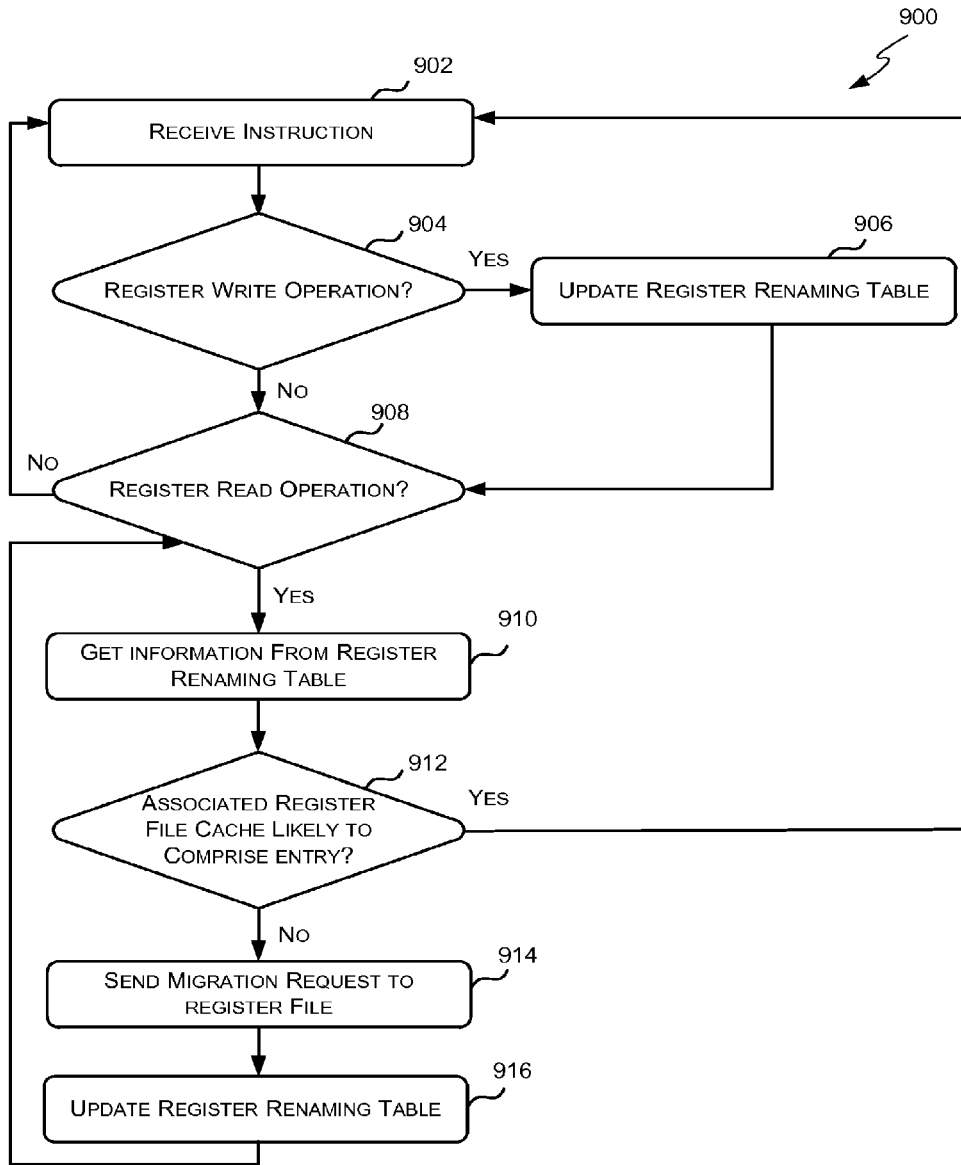 900
902
RECEIVE INSTRUCTION
904
REGISTER WRITE OPERATION?
YES
906
UPDATE REGISTER RENAMING TABLE
NO
908
NO
REGISTER READ OPERATION?
YES
910
GET INFORMATION FROM REGISTER
RENAMING TABLE
912
YES
ASSOCIATED REGISTER
FILE CACHE LIKELY TO
COMPRISE ENTRY?
NO
914
SEND MIGRATION REQUEST TO
REGISTER FILE
916
UPDATE REGISTER RENAMING TABLE